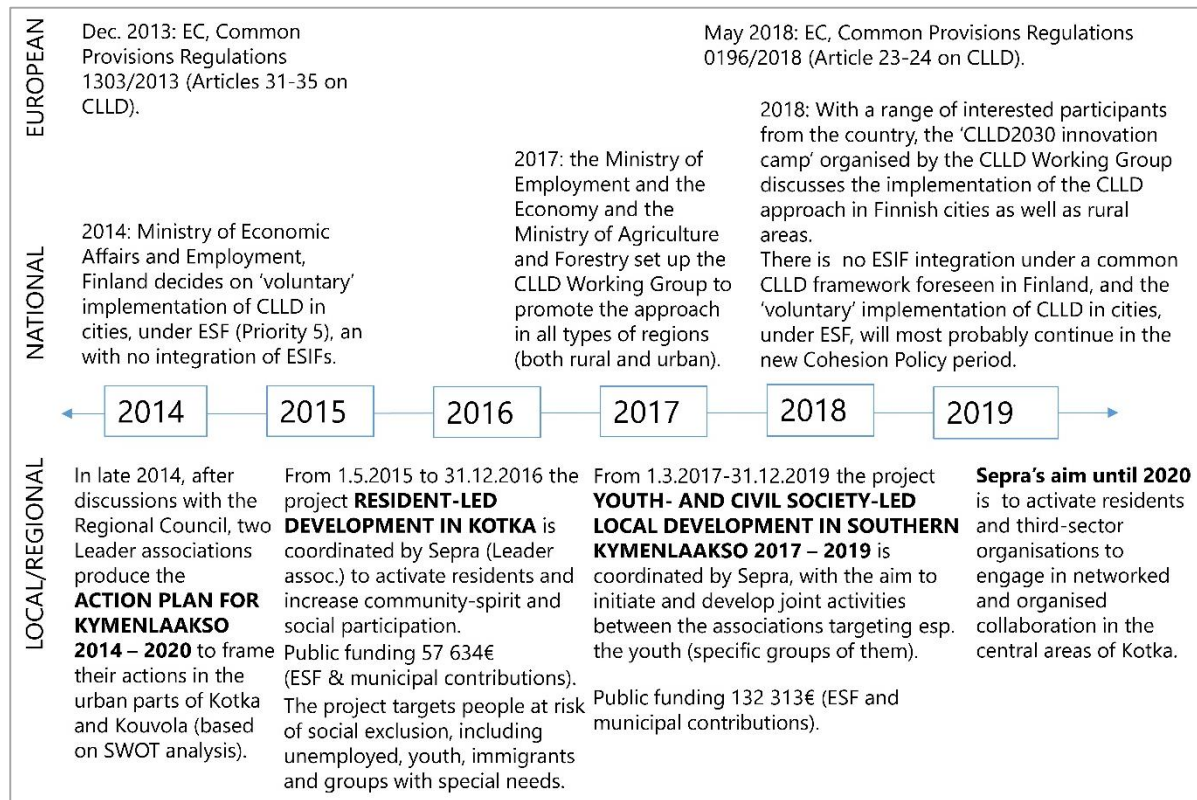 EUROPEAN
Dec. 2013: EC, Common
Provisions Regulations
1303/2013 (Articles 31-35 on
CLLD).
May 2018: EC, Common Provisions Regulations
0196/2018 (Article 23-24 on CLLD).
NATIONAL
2014: Ministry of Economic
Affairs and Employment,
Finland decides on ‘voluntary’
implementation of CLLD in
cities, under ESF (Priority 5), an
with no integration of ESIFs.
2017: the Ministry of
Employment and the
Economy and the
Ministry of Agriculture
and Forestry set up the
CLLD Working Group to
promote the approach
in all types of regions
(both rural and urban).
2018: With a range of interested participants
from the country, the ‘CLLD2030 innovation
camp’ organised by the CLLD Working Group
discusses the implementation of the CLLD
approach in Finnish cities as well as rural
areas.
There is no ESIF integration under a common
CLLD framework foreseen in Finland, and the
‘voluntary’ implementation of CLLD in cities,
under ESF, will most probably continue in the
new Cohesion Policy period.
2014
2015
2016
2017
2018
2019
LOCAL/REGIONAL
In late 2014, after
discussions with the
Regional Council, two
Leader associations
produce the
ACTION PLAN FOR
KYMENLAAKSO
2014 – 2020 to frame
their actions in the
urban parts of Kotka
and Kouvola (based
on SWOT analysis).
From 1.5.2015 to 31.12.2016 the
project RESIDENT-LED
DEVELOPMENT IN KOTKA is
coordinated by Sepra (Leader
assoc.) to activate residents and
increase community-spirit and
social participation.
Public funding 57 634€
(ESF & municipal contributions).
The project targets people at risk
of social exclusion, including
unemployed, youth, immigrants
and groups with special needs.
From 1.3.2017-31.12.2019 the project
YOUTH- AND CIVIL SOCIETY-LED
LOCAL DEVELOPMENT IN SOUTHERN
KYMENLAAKSO 2017 – 2019 is
coordinated by Sepra, with the aim to
initiate and develop joint activities
between the associations targeting esp.
the youth (specific groups of them).
Public funding 132 313€ (ESF and
municipal contributions).
Sepra’s aim until 2020
is to activate residents
and third-sector
organisations to
engage in networked
and organised
collaboration in the
central areas of Kotka.